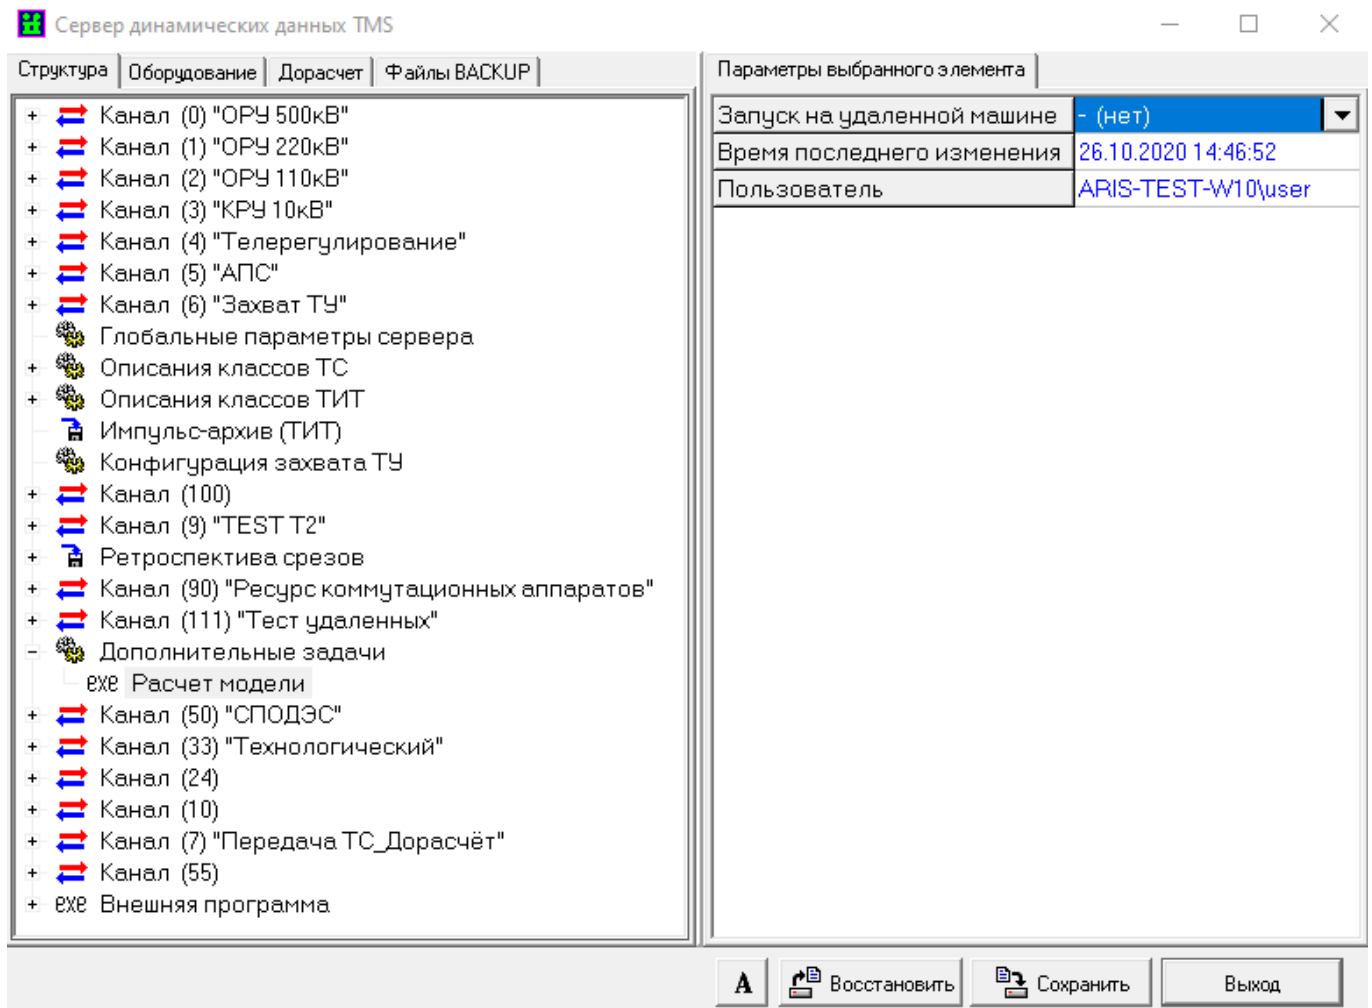 Сервер динамических данных TMS
Структура Оборудование Дорасчет Файлы BACKUP
Параметры выбранного элемента
Канал (0) "ОРУ 500кВ"
Канал (1) "ОРУ 220кВ"
Канал (2) "ОРУ 110кВ"
Канал (3) "КРУ 10кВ"
Канал (4) "Телерегулирование"
Канал (5) "АПС"
Канал (6) "Захват ТУ"
Глобальные параметры сервера
Описания классов ТС
Описания классов ТИТ
Импульс-архив (ТИТ)
Конфигурация захвата ТУ
Канал (100)
Канал (9) "TEST T2"
Ретроспектива срезов
Канал (90) "Ресурс коммутационных аппаратов"
Канал (111) "Тест удаленных"
Дополнительные задачи
exe Расчет модели
Канал (50) "СПОДЭС"
Канал (33) "Технологический"
Канал (24)
Канал (10)
Канал (7) "Передача ТС_Дорасчёт"
Канал (55)
exe Внешняя программа
Запуск на удаленной машине - (нет)
Время последнего изменения 26.10.2020 14:46:52
Пользователь ARIS-TEST-W10\user
A Восстановить Сохранить Выход